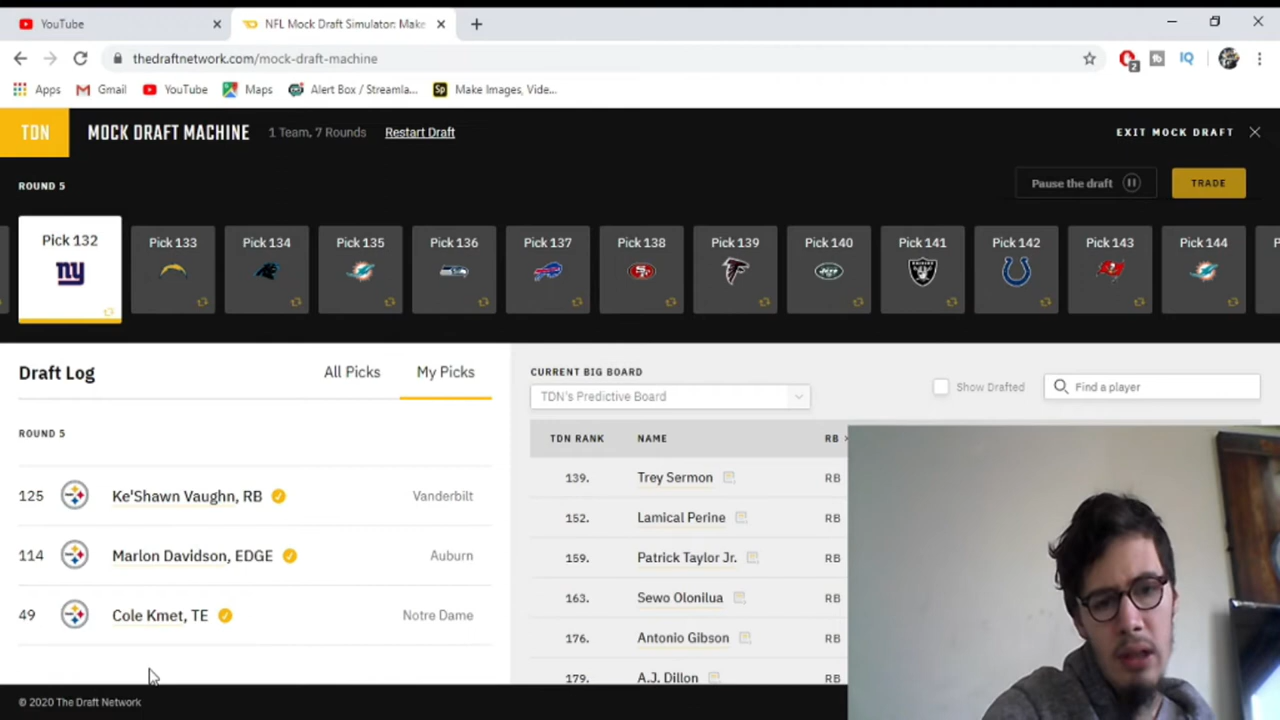 YouTube
NFL Mock Draft Simulator: Make
thedraftnetwork.com/mock-draft-machine
2
IQ
Apps
Gmail
YouTube
Maps
Alert Box / Streamla...
Sp
Make Images, Vide...
TDN
MOCK DRAFT MACHINE
1 Team, 7 Rounds
Restart Draft
EXIT MOCK DRAFT
ROUND 5
Pause the draft
TRADE
Pick 132
ny
Pick 133
Pick 134
Pick 135
Pick 136
Pick 137
Pick 138
Pick 139
Pick 140
Pick 141
Pick 142
Pick 143
Pick 144
Draft Log
All Picks
My Picks
ROUND 5
125 Ke'Shawn Vaughn, RB Vanderbilt
114 Marlon Davidson, EDGE Auburn
49 Cole Kmet, TE Notre Dame
CURRENT BIG BOARD
TDN's Predictive Board
Show Drafted
Find a player
TDN RANK NAME RB
139. Trey Sermon RB
152. Lamical Perine RB
159. Patrick Taylor Jr. RB
163. Sewo Olonilua RB
176. Antonio Gibson RB
179. A.J. Dillon RB
© 2020 The Draft Network